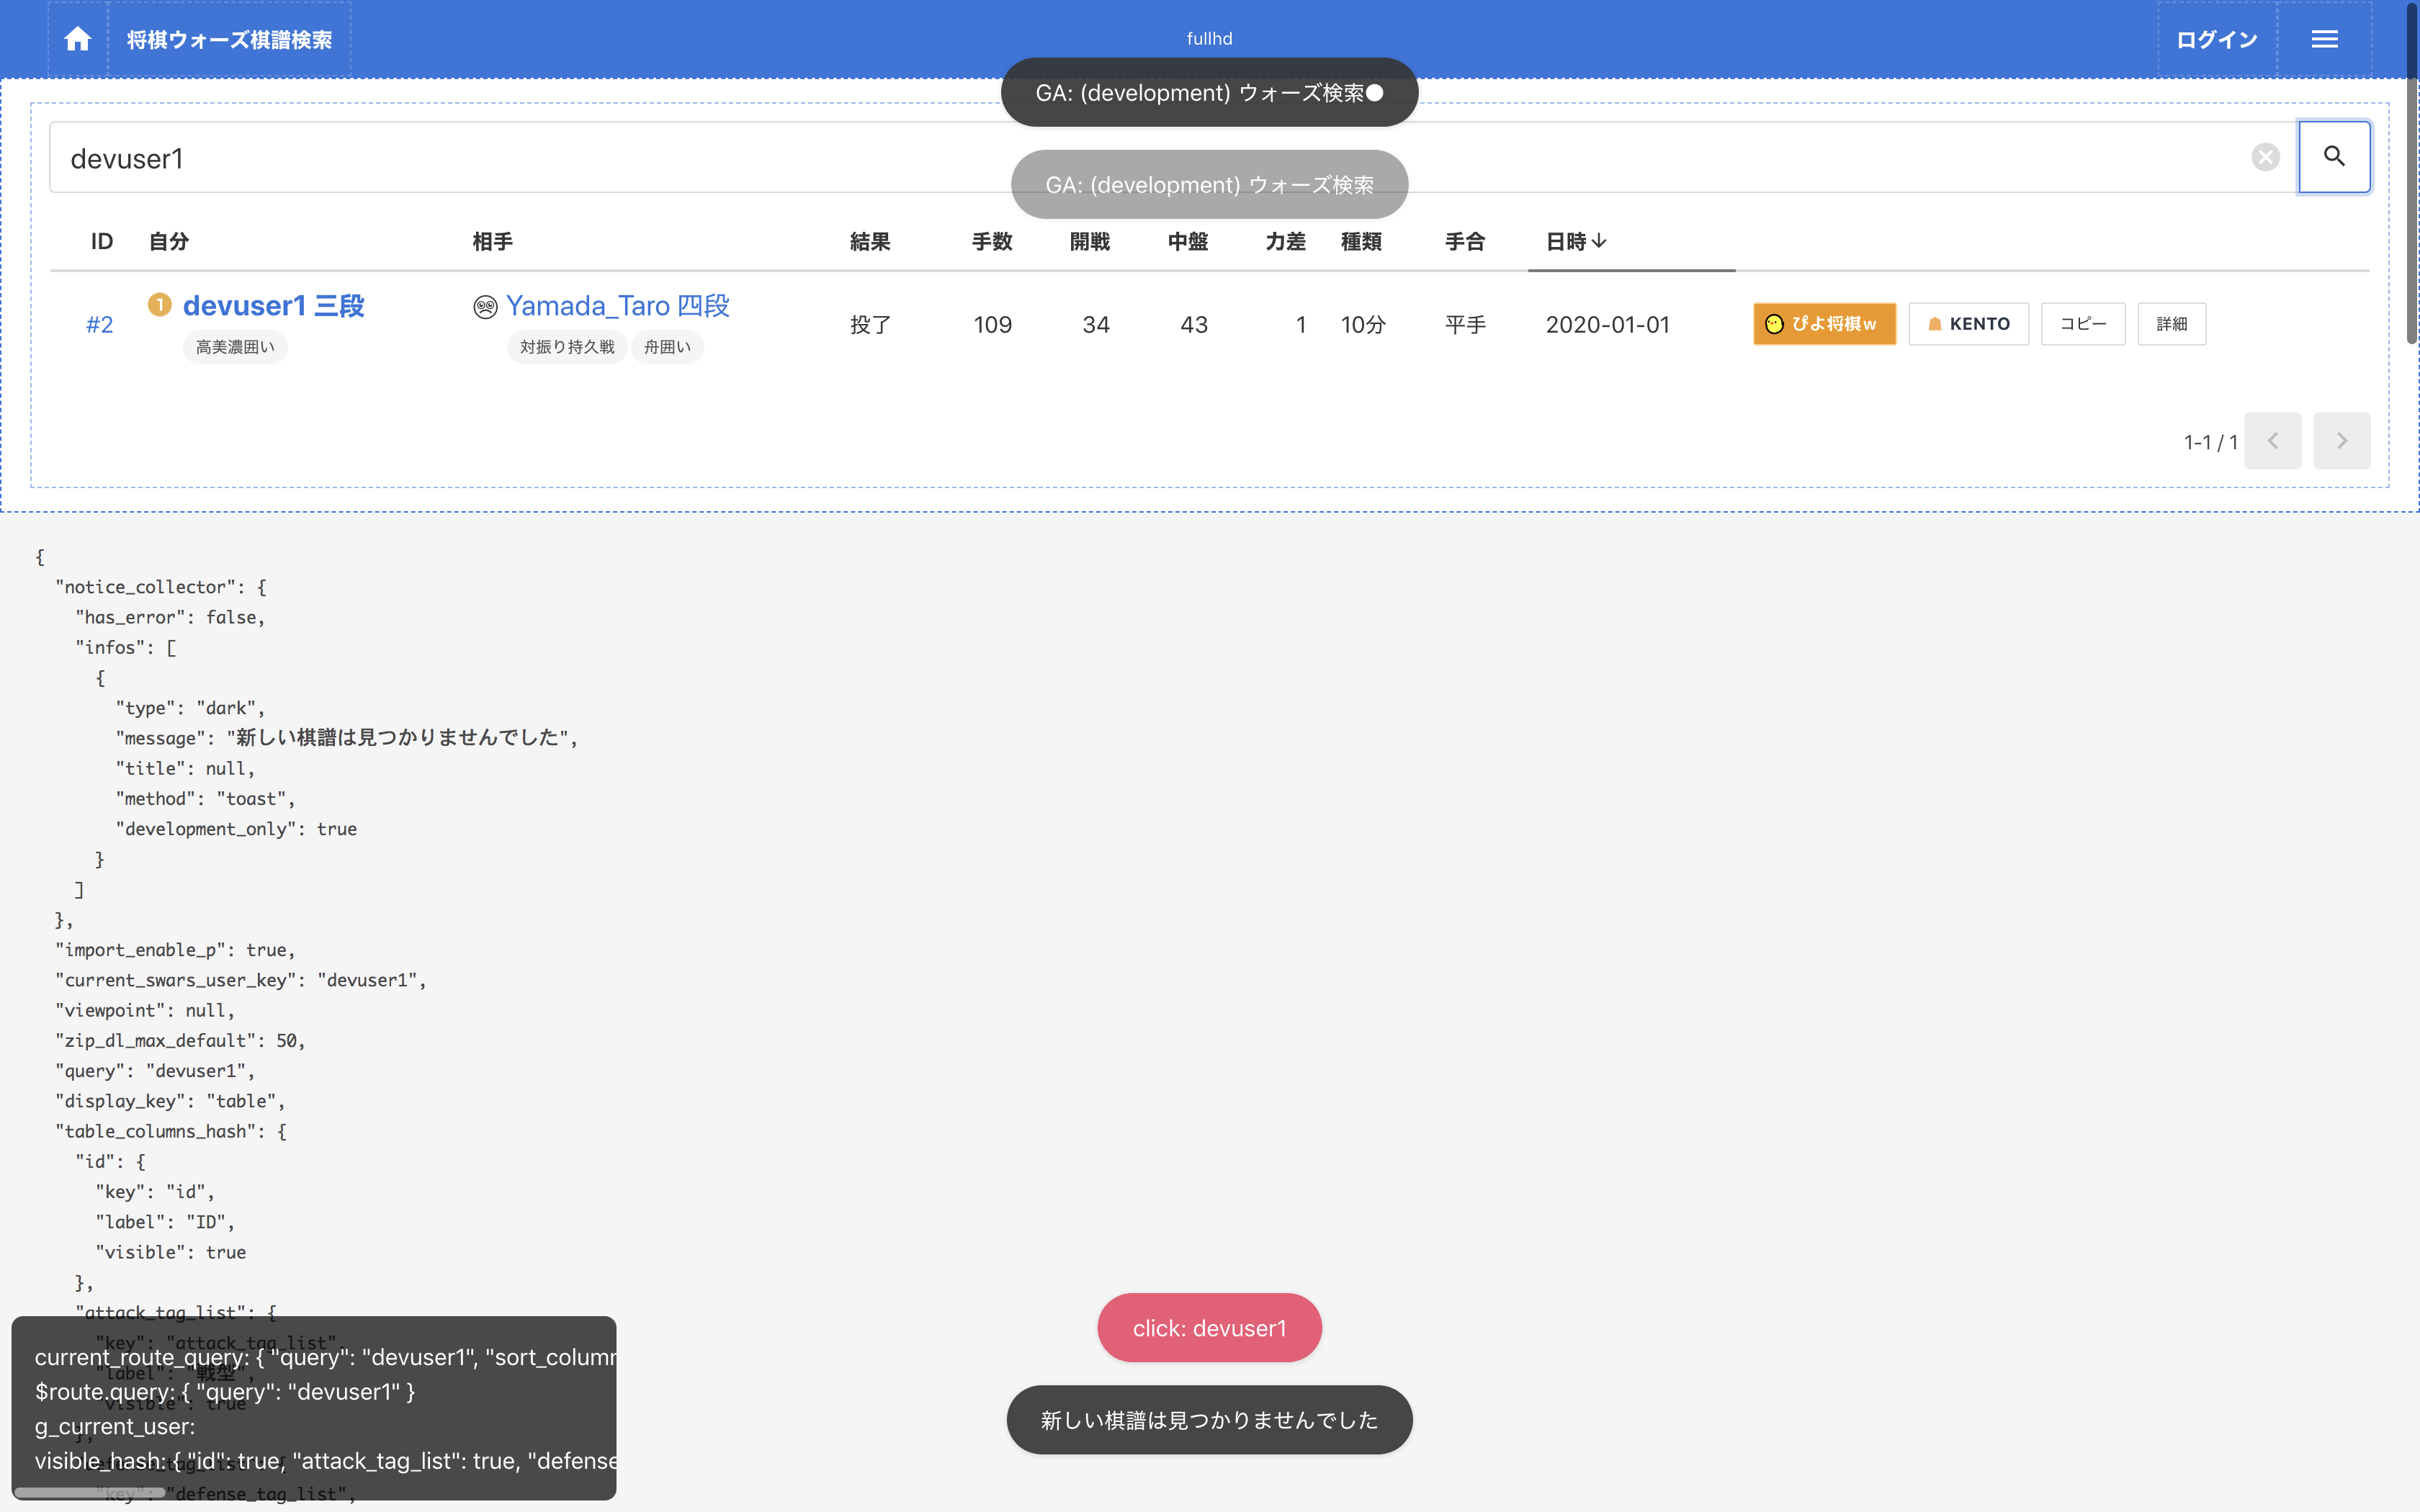 将棋ウォーズ棋譜検索
fullhd
ログイン
GA: (development) ウォーズ検索●
devuser1
GA: (development) ウォーズ検索
ID 自分 相手 結果 手数 開戦 中盤 力差 種類 手合 日時↓
#2 1 devuser1 三段 Yamada_Taro 四段 投了 109 34 43 1 10分 平手 2020-01-01 ぴよ将棋w KENTO コピー 詳細
高美濃囲い 対振り持久戦 舟囲い
1-1 / 1
{
"notice_collector": {
"has_error": false,
"infos": [
{
"type": "dark",
"message": "新しい棋譜は見つかりませんでした",
"title": null,
"method": "toast",
"development_only": true
}
]
},
"import_enable_p": true,
"current_swars_user_key": "devuser1",
"viewpoint": null,
"zip_dl_max_default": 50,
"query": "devuser1",
"display_key": "table",
"table_columns_hash": {
"id": {
"key": "id",
"label": "ID",
"visible": true
},
"attack_tag_list": {
"key": "attack_tag_list",
"label": "戦型",
"visible": true
},
"key": "defense_tag_list",
current_route_query: { "query": "devuser1", "sort_column
$route.query: { "query": "devuser1" }
g_current_user:
visible_hash: { "id": true, "attack_tag_list": true, "defense
click: devuser1
新しい棋譜は見つかりませんでした